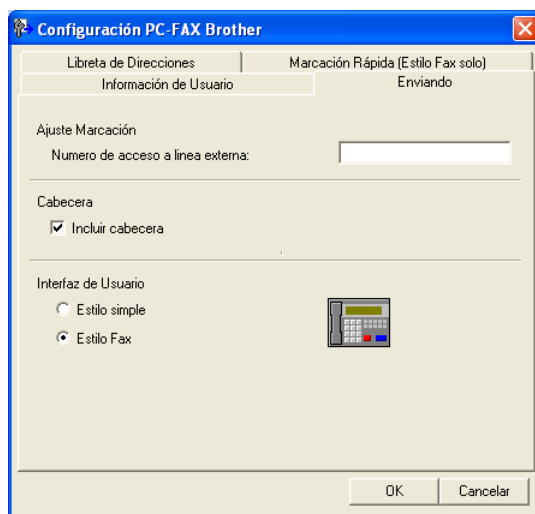 Configuración PC-FAX Brother
Libreta de Direcciones
Marcación Rápida (Estilo Fax solo)
Información de Usuario
Enviando
Ajuste Marcación
Numero de acceso a linea externa:
Cabecera
Incluir cabecera
Interfaz de Usuario
Estilo simple
Estilo Fax
OK
Cancelar